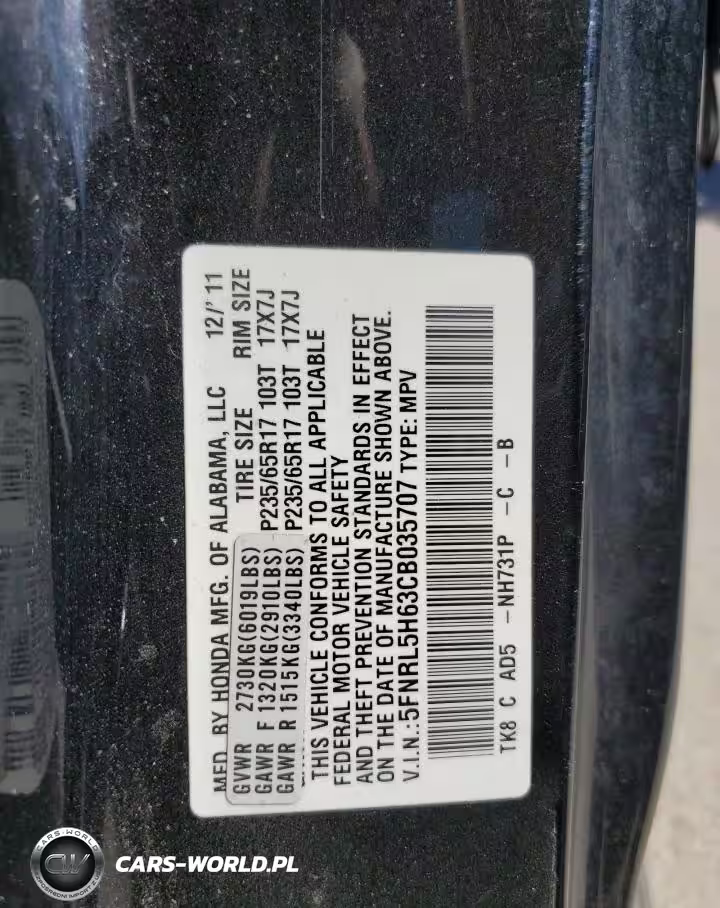 MFD. BY HONDA MFG. OF ALABAMA, LLC 12/'11
GVWR 2730KG(6019LBS) TIRE SIZE RIM SIZE
GAWR F 1320KG(2910LBS) P235/65R17 103T 17X7J
GAWR R 1515KG(3340LBS) P235/65R17 103T 17X7J
THIS VEHICLE CONFORMS TO ALL APPLICABLE
FEDERAL MOTOR VEHICLE SAFETY
AND THEFT PREVENTION STANDARDS IN EFFECT
ON THE DATE OF MANUFACTURE SHOWN ABOVE.
V.I.N.:5FNRL5H63CB035707 TYPE: MPV
TK8 C AD5 -NH731P -C -B
CARS-WORLD
CW
CARS-WORLD.PL